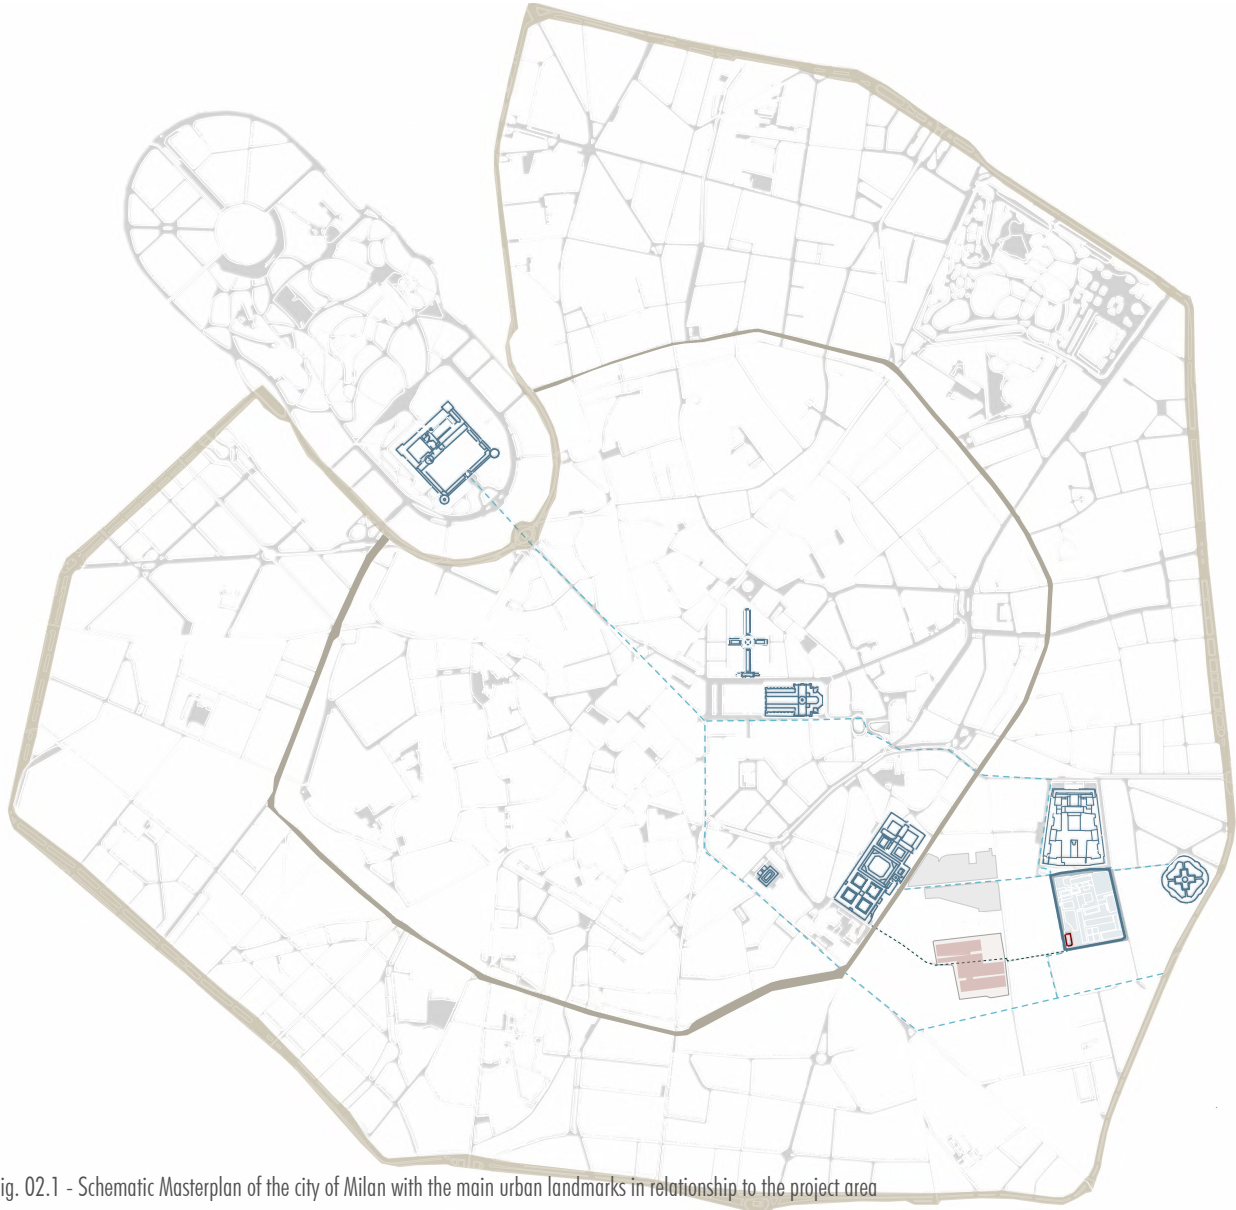 ig. 02.1 - Schematic Masterplan of the city of Milan with the main urban landmarks in relationship to the project area